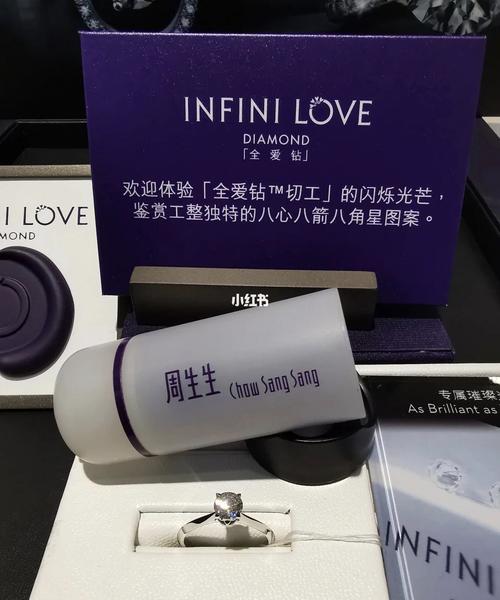 INFINI LOVE
DIAMOND
「全爱钻」
欢迎体验「全爱钻™切工」的闪烁光芒，
鉴赏工整独特的八心八箭八角星图案。
NI LOVE
MOND
小红书
周生生 Chow Sang Sang
专属璀璨
As Brilliant as
INFINI